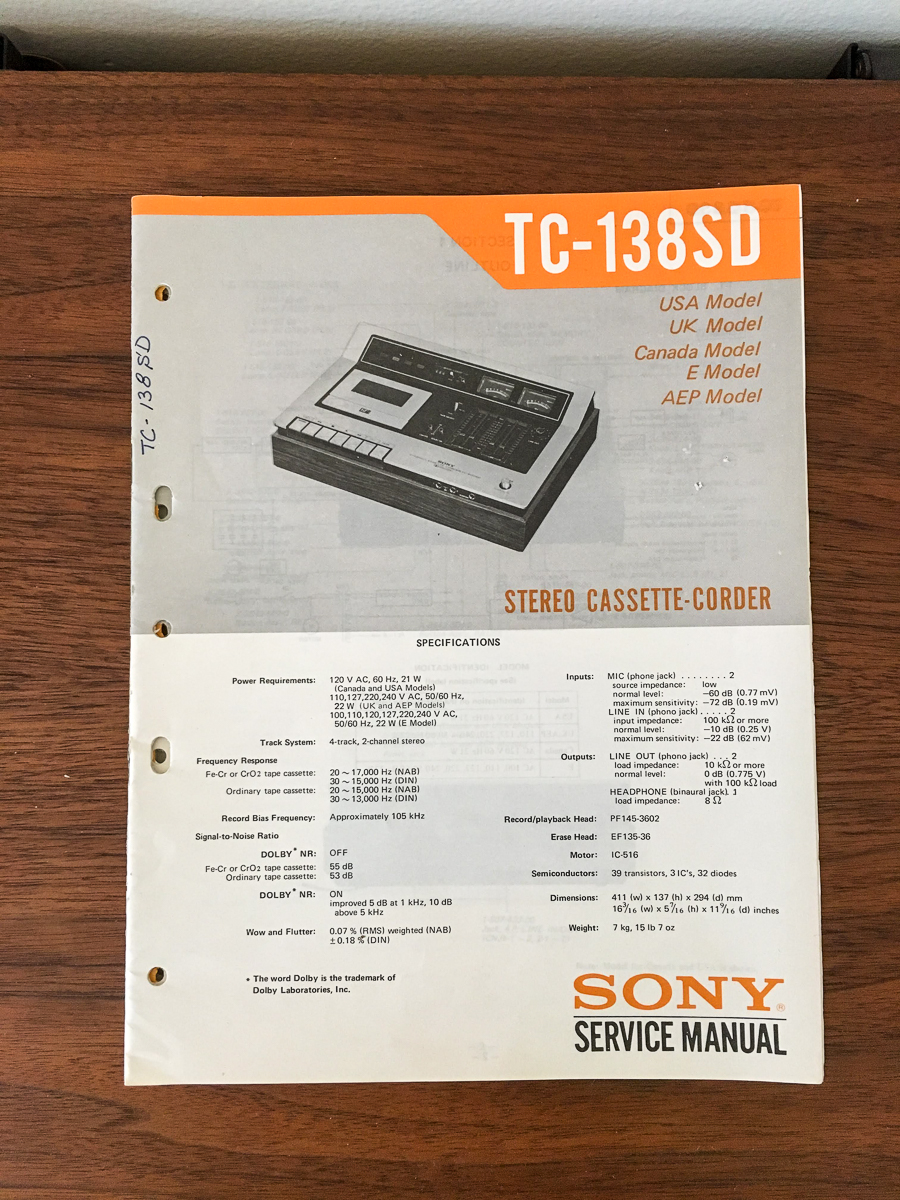 TC-138SD
USA Model
UK Model
Canada Model
E Model
AEP Model
TC-138SD
SONY
STEREO CASSETTE-CORDER
SPECIFICATIONS
Power Requirements: 120 V AC, 60 Hz, 21 W
(Canada and USA Models)
110,127,220,240 V AC, 50/60 Hz,
22 W (UK and AEP Models)
100,110,120,127,220,240 V AC,
50/60 Hz, 22 W (E Model)
Track System: 4-track, 2-channel stereo
Frequency Response
Fe-Cr or CrO2 tape cassette: 20 ~ 17,000 Hz (NAB)
30 ~ 15,000 Hz (DIN)
Ordinary tape cassette: 20 ~ 15,000 Hz (NAB)
30 ~ 13,000 Hz (DIN)
Record Bias Frequency: Approximately 105 kHz
Signal-to-Noise Ratio
DOLBY* NR: OFF
Fe-Cr or CrO2 tape cassette: 55 dB
Ordinary tape cassette: 53 dB
DOLBY* NR: ON
improved 5 dB at 1 kHz, 10 dB
above 5 kHz
Wow and Flutter: 0.07 % (RMS) weighted (NAB)
±0.18 % (DIN)
* The word Dolby is the trademark of
Dolby Laboratories, Inc.
Inputs: MIC (phone jack) . . . . . . . . 2
source impedance: low
normal level: −60 dB (0.77 mV)
maximum sensitivity: −72 dB (0.19 mV)
LINE IN (phono jack) . . . . . 2
input impedance: 100 kΩ or more
normal level: −10 dB (0.25 V)
maximum sensitivity: −22 dB (62 mV)
Outputs: LINE OUT (phono jack) . . . 2
load impedance: 10 kΩ or more
normal level: 0 dB (0.775 V)
with 100 kΩ load
HEADPHONE (binaural jack). 1
load impedance: 8 Ω
Record/playback Head: PF145-3602
Erase Head: EF135-36
Motor: IC-516
Semiconductors: 39 transistors, 3 IC's, 32 diodes
Dimensions: 411 (w) x 137 (h) x 294 (d) mm
16 3/16 (w) x 5 7/16 (h) x 11 9/16 (d) inches
Weight: 7 kg, 15 lb 7 oz
SONY®
SERVICE MANUAL